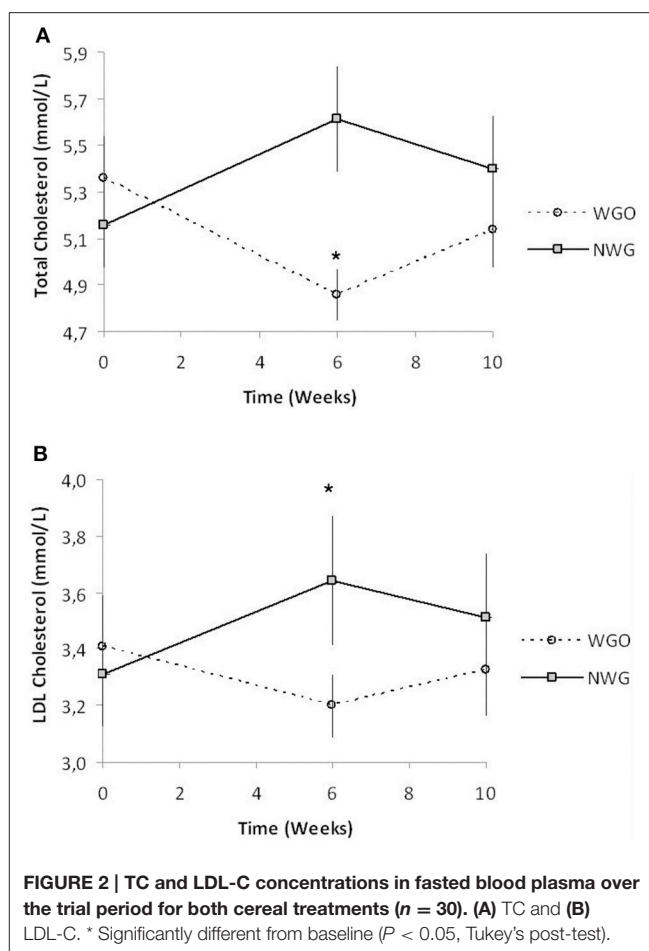 A
5,9
5,7
5,5
5,3
5,1
4,9
4,7
Total Cholesterol (mmol/L)
*
0 2 4 6 8 10
Time (Weeks)
WGO
NWG
B
4,0
3,8
3,6
3,4
3,2
3,0
LDL Cholesterol (mmol/L)
*
0 2 4 6 8 10
Time (Weeks)
WGO
NWG
FIGURE 2 | TC and LDL-C concentrations in fasted blood plasma over
the trial period for both cereal treatments (n = 30). (A) TC and (B)
LDL-C. * Significantly different from baseline (P < 0.05, Tukey's post-test).